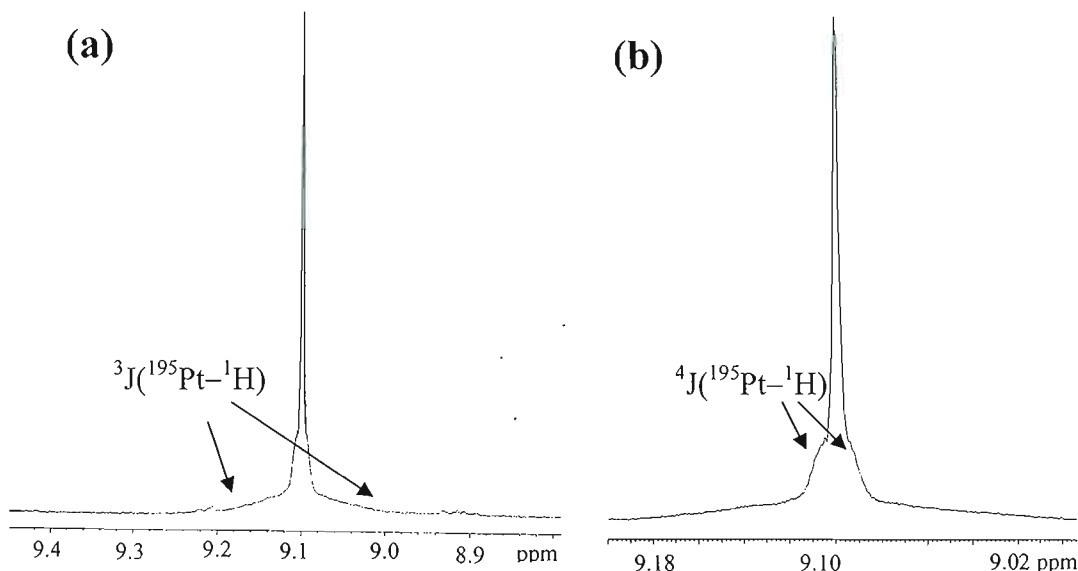 (a)
³J(¹⁹⁵Pt–¹H)
9.4 9.3 9.2 9.1 9.0 8.9 ppm
(b)
⁴J(¹⁹⁵Pt–¹H)
9.18 9.10 9.02 ppm